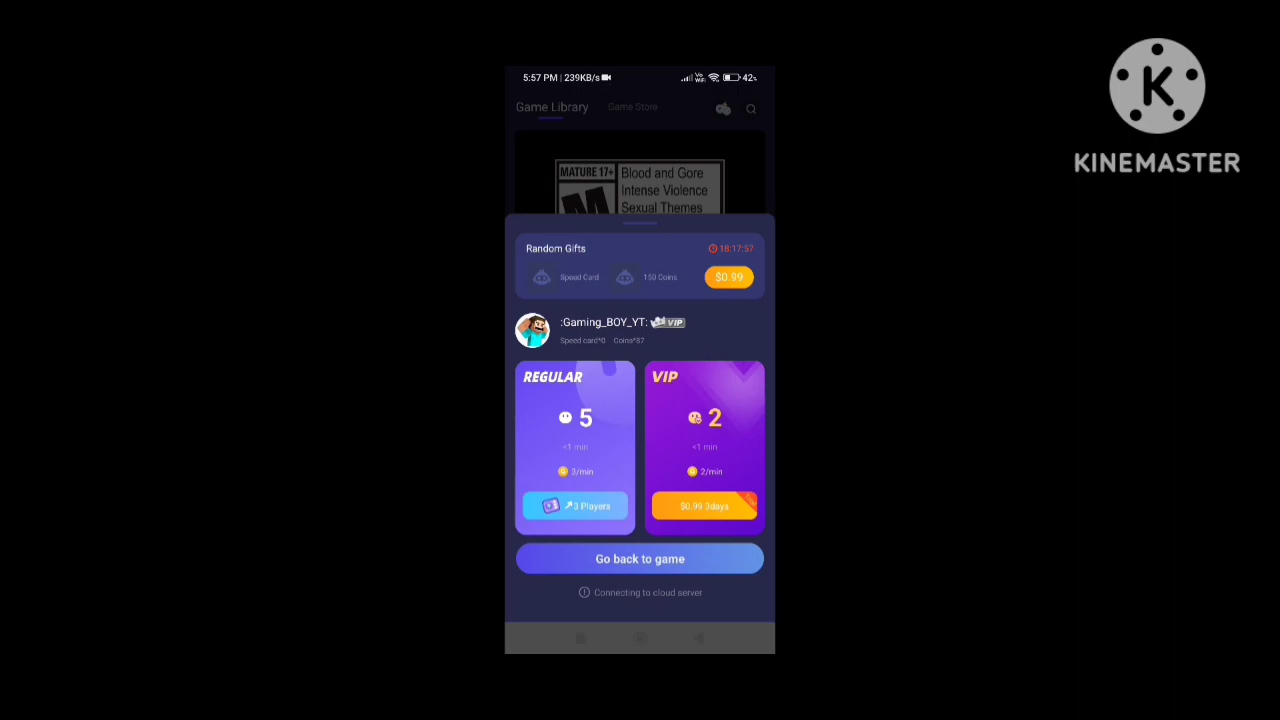 5:57 PM | 239KB/s
Vo WiFi 42%
Game Library Game Store
MATURE 17+
M
Blood and Gore
Intense Violence
Sexual Themes
Random Gifts
18:17:57
Speed Card 150 Coins $0.99
:Gaming_BOY_YT: VIP
Speed card*0 Coins*87
REGULAR
5
<1 min
3/min
3 Players
VIP
2
<1 min
2/min
$0.99 3days
Go back to game
Connecting to cloud server
K
KINEMASTER